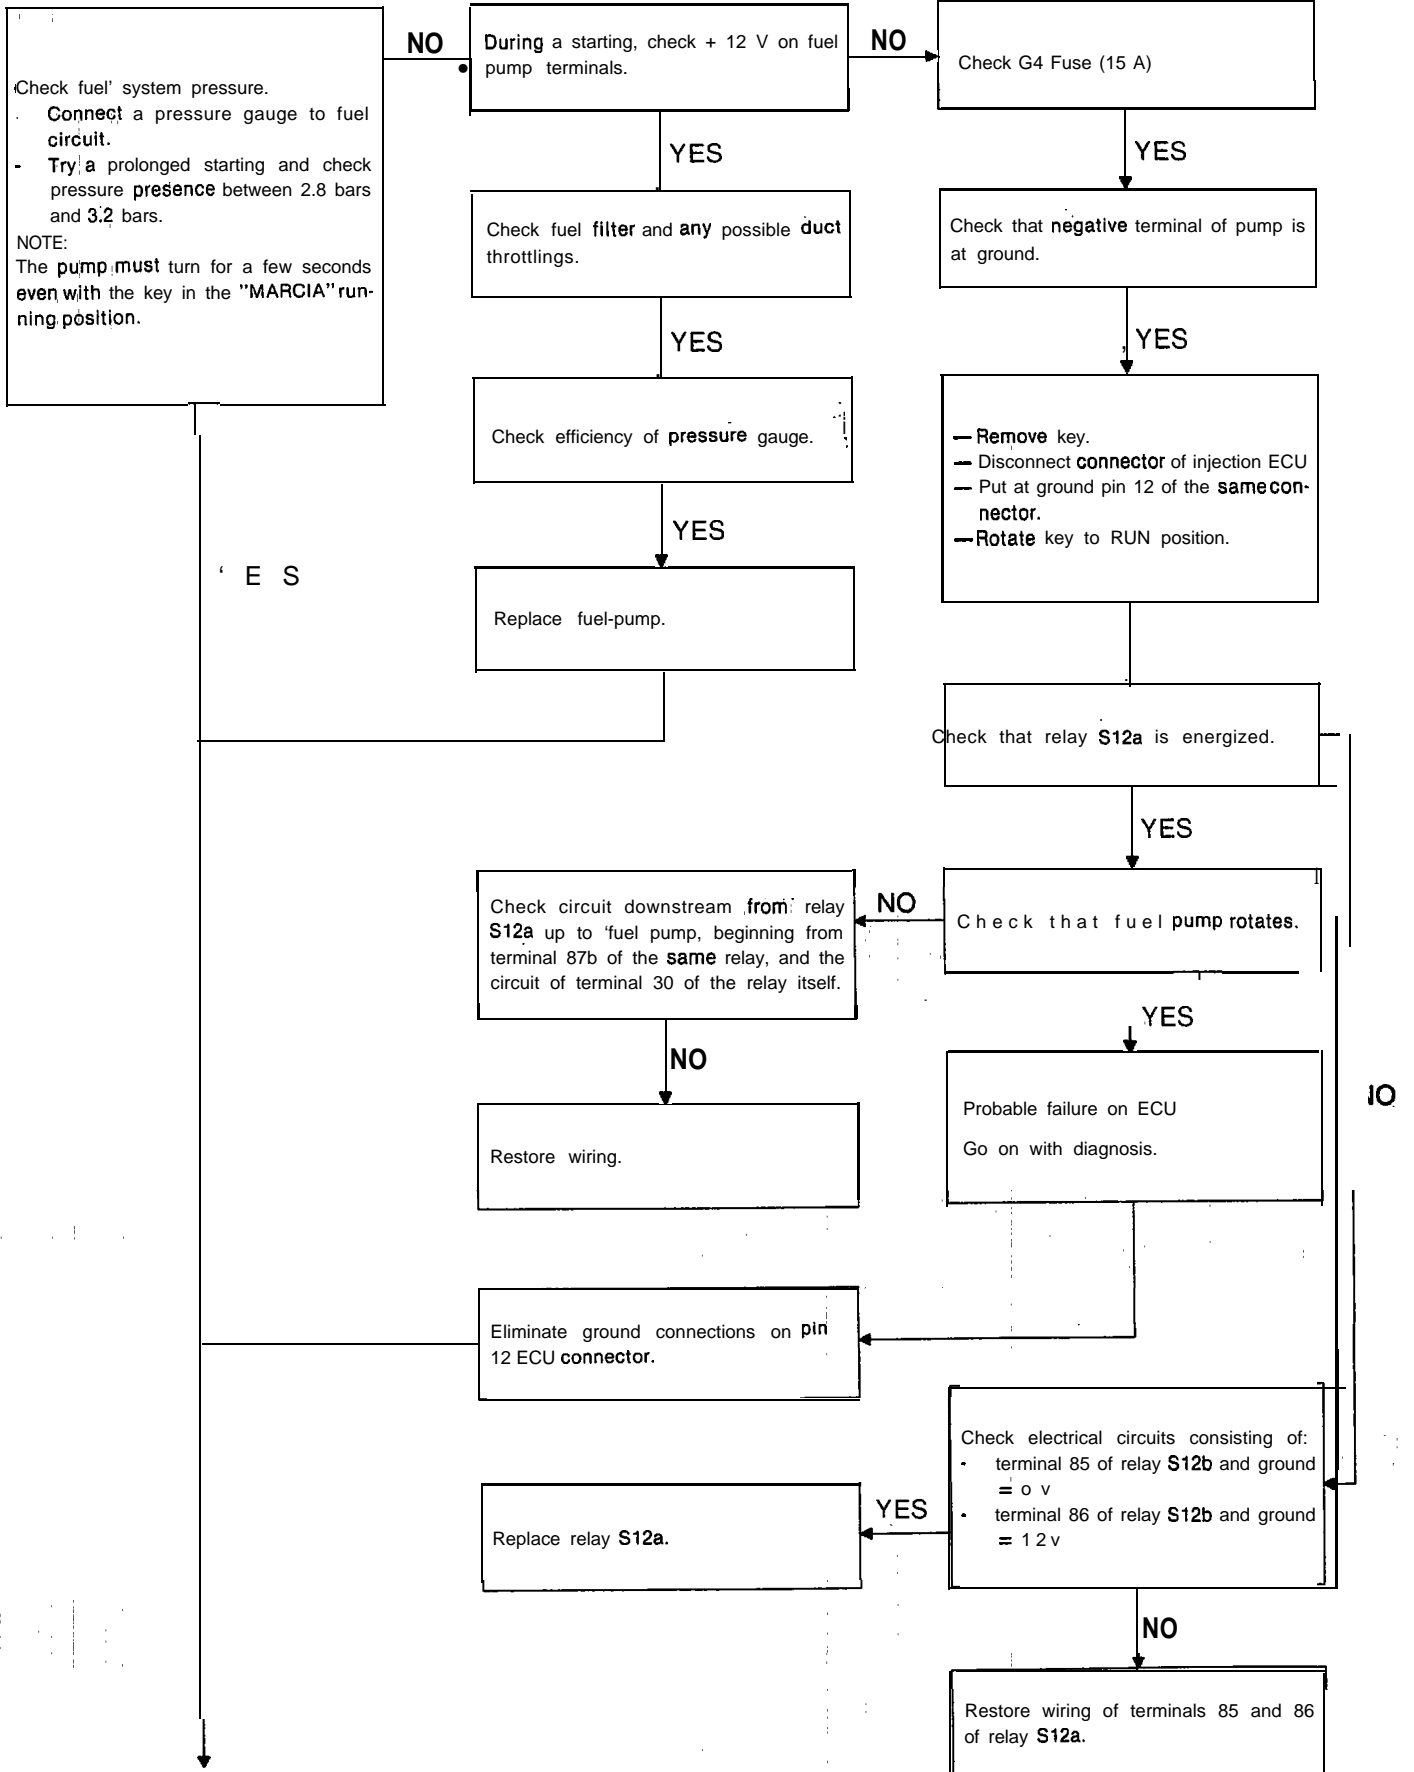 Check fuel' system pressure.
Connect a pressure gauge to fuel
circuit.
- Try a prolonged starting and check
pressure presence between 2.8 bars
and 3.2 bars.
NOTE:
The pump must turn for a few seconds
even with the key in the "MARCIA" run-
ning position.
NO
During a starting, check + 12 V on fuel
pump terminals.
NO
Check G4 Fuse (15 A)
YES
YES
Check fuel filter and any possible duct
throttlings.
Check that negative terminal of pump is
at ground.
YES
YES
Check efficiency of pressure gauge.
— Remove key.
— Disconnect connector of injection ECU
— Put at ground pin 12 of the same con-
nector.
— Rotate key to RUN position.
YES
' E S
Replace fuel-pump.
Check that relay S12a is energized.
YES
Check circuit downstream from relay
S12a up to 'fuel pump, beginning from
terminal 87b of the same relay, and the
circuit of terminal 30 of the relay itself.
NO
Check that fuel pump rotates.
YES
NO
Probable failure on ECU
Go on with diagnosis.
Restore wiring.
Eliminate ground connections on pin
12 ECU connector.
Check electrical circuits consisting of:
- terminal 85 of relay S12b and ground
= o v
- terminal 86 of relay S12b and ground
= 1 2 v
YES
Replace relay S12a.
NO
Restore wiring of terminals 85 and 86
of relay S12a.